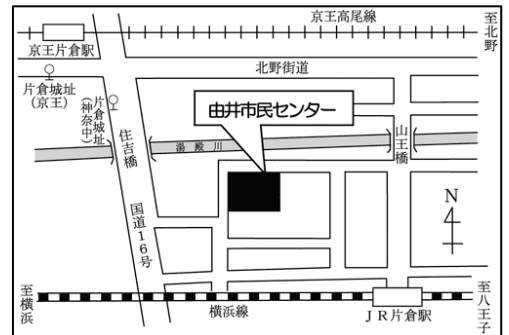 京王高尾線
至北野
京王片倉駅
北野街道
片倉城址
(京王)
片倉城址
(神奈中)
住吉橋
由井市民センター
湯殿川
山王橋
国道16号
N
至横浜
横浜線
JR片倉駅
至八王子